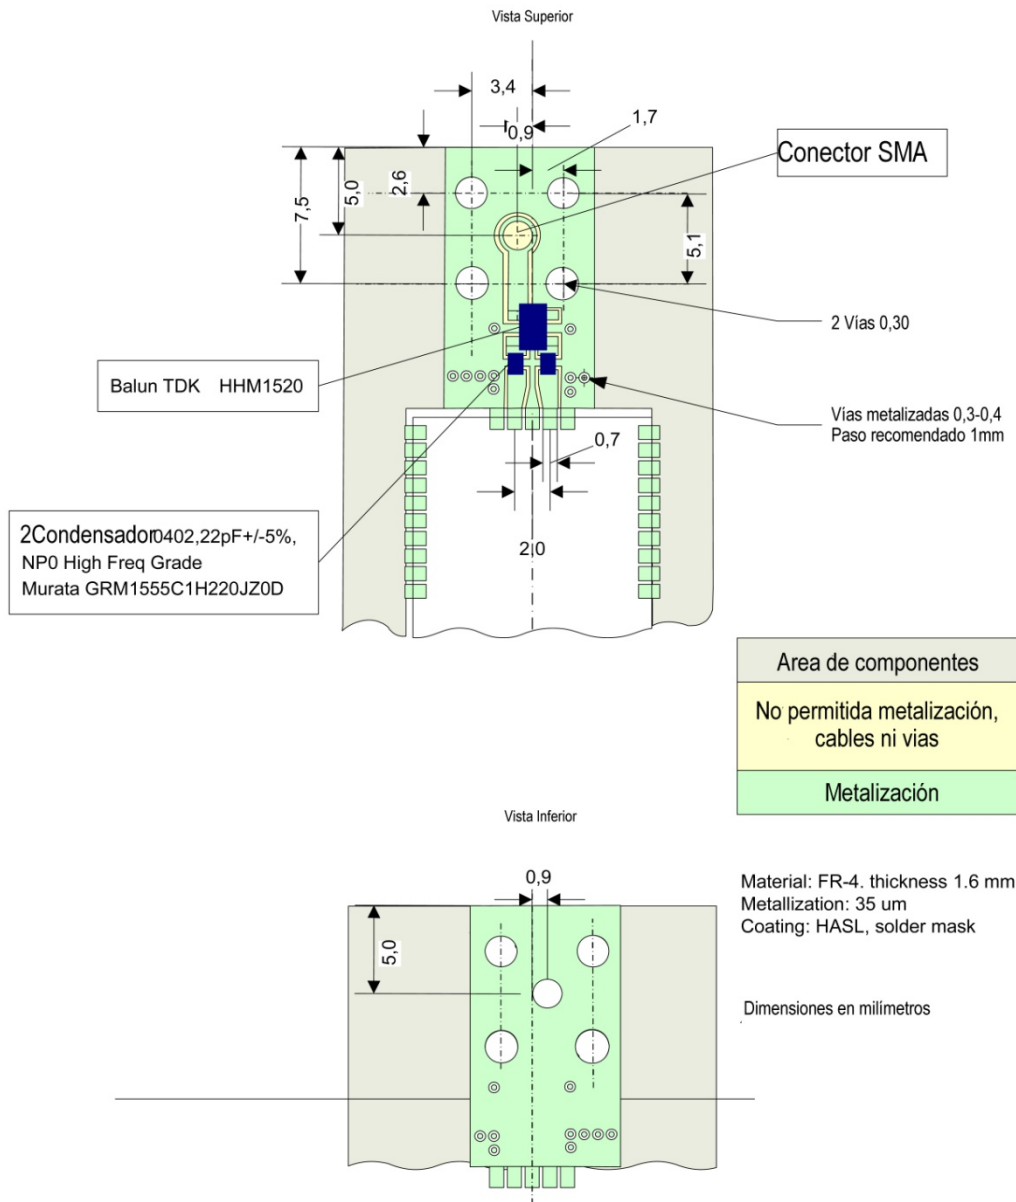 Vista Superior
3,4
0,9
1,7
Conector SMA
7,5
5,0
2,6
5,1
2 Vías 0,30
Balun TDK HHM1520
Vías metalizadas 0,3-0,4
Paso recomendado 1mm
0,7
2Condensador0402,22pF+/-5%,
NP0 High Freq Grade
Murata GRM1555C1H220JZ0D
2,0
Area de componentes
No permitida metalización,
cables ni vias
Metalización
Vista Inferior
0,9
5,0
Material: FR-4. thickness 1.6 mm
Metallization: 35 um
Coating: HASL, solder mask
Dimensiones en milímetros